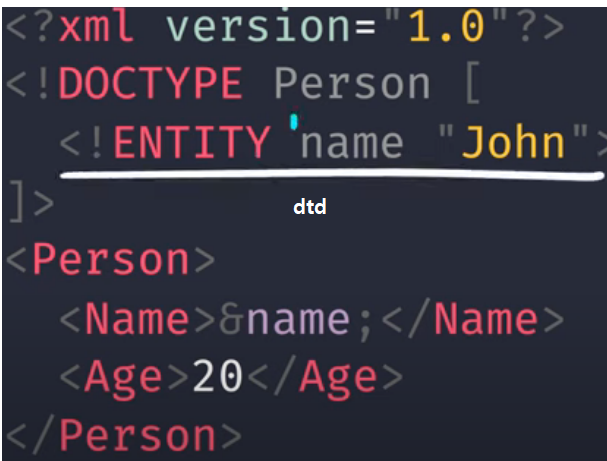 <?xml version="1.0"?>
<!DOCTYPE Person [
<!ENTITY name "John">
]>
dtd
<Person>
<Name>&name;</Name>
<Age>20</Age>
</Person>